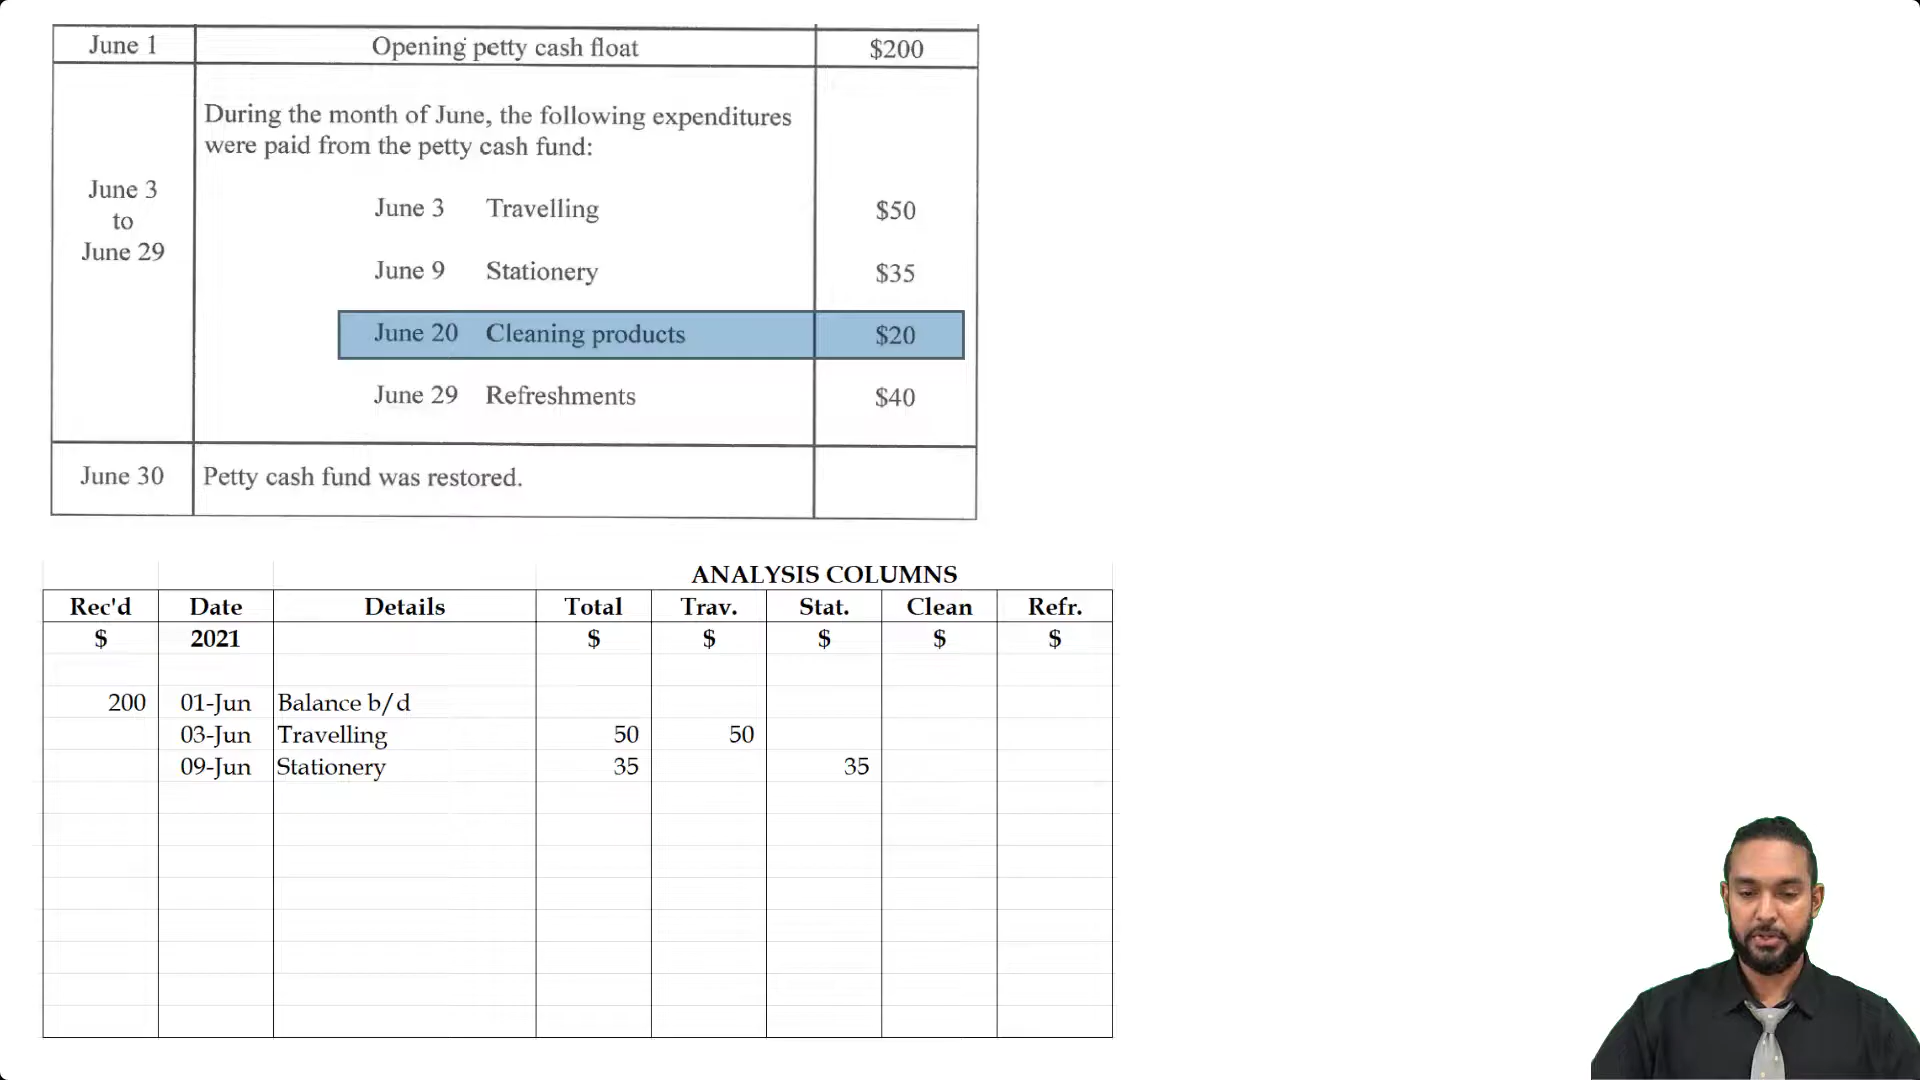 June 1 Opening petty cash float $200
During the month of June, the following expenditures
were paid from the petty cash fund:
June 3
to
June 29
June 3 Travelling $50
June 9 Stationery $35
June 20 Cleaning products $20
June 29 Refreshments $40
June 30 Petty cash fund was restored.
ANALYSIS COLUMNS
Rec'd Date Details Total Trav. Stat. Clean Refr.
$ 2021 $ $ $ $ $
200 01-Jun Balance b/d
03-Jun Travelling 50 50
09-Jun Stationery 35 35